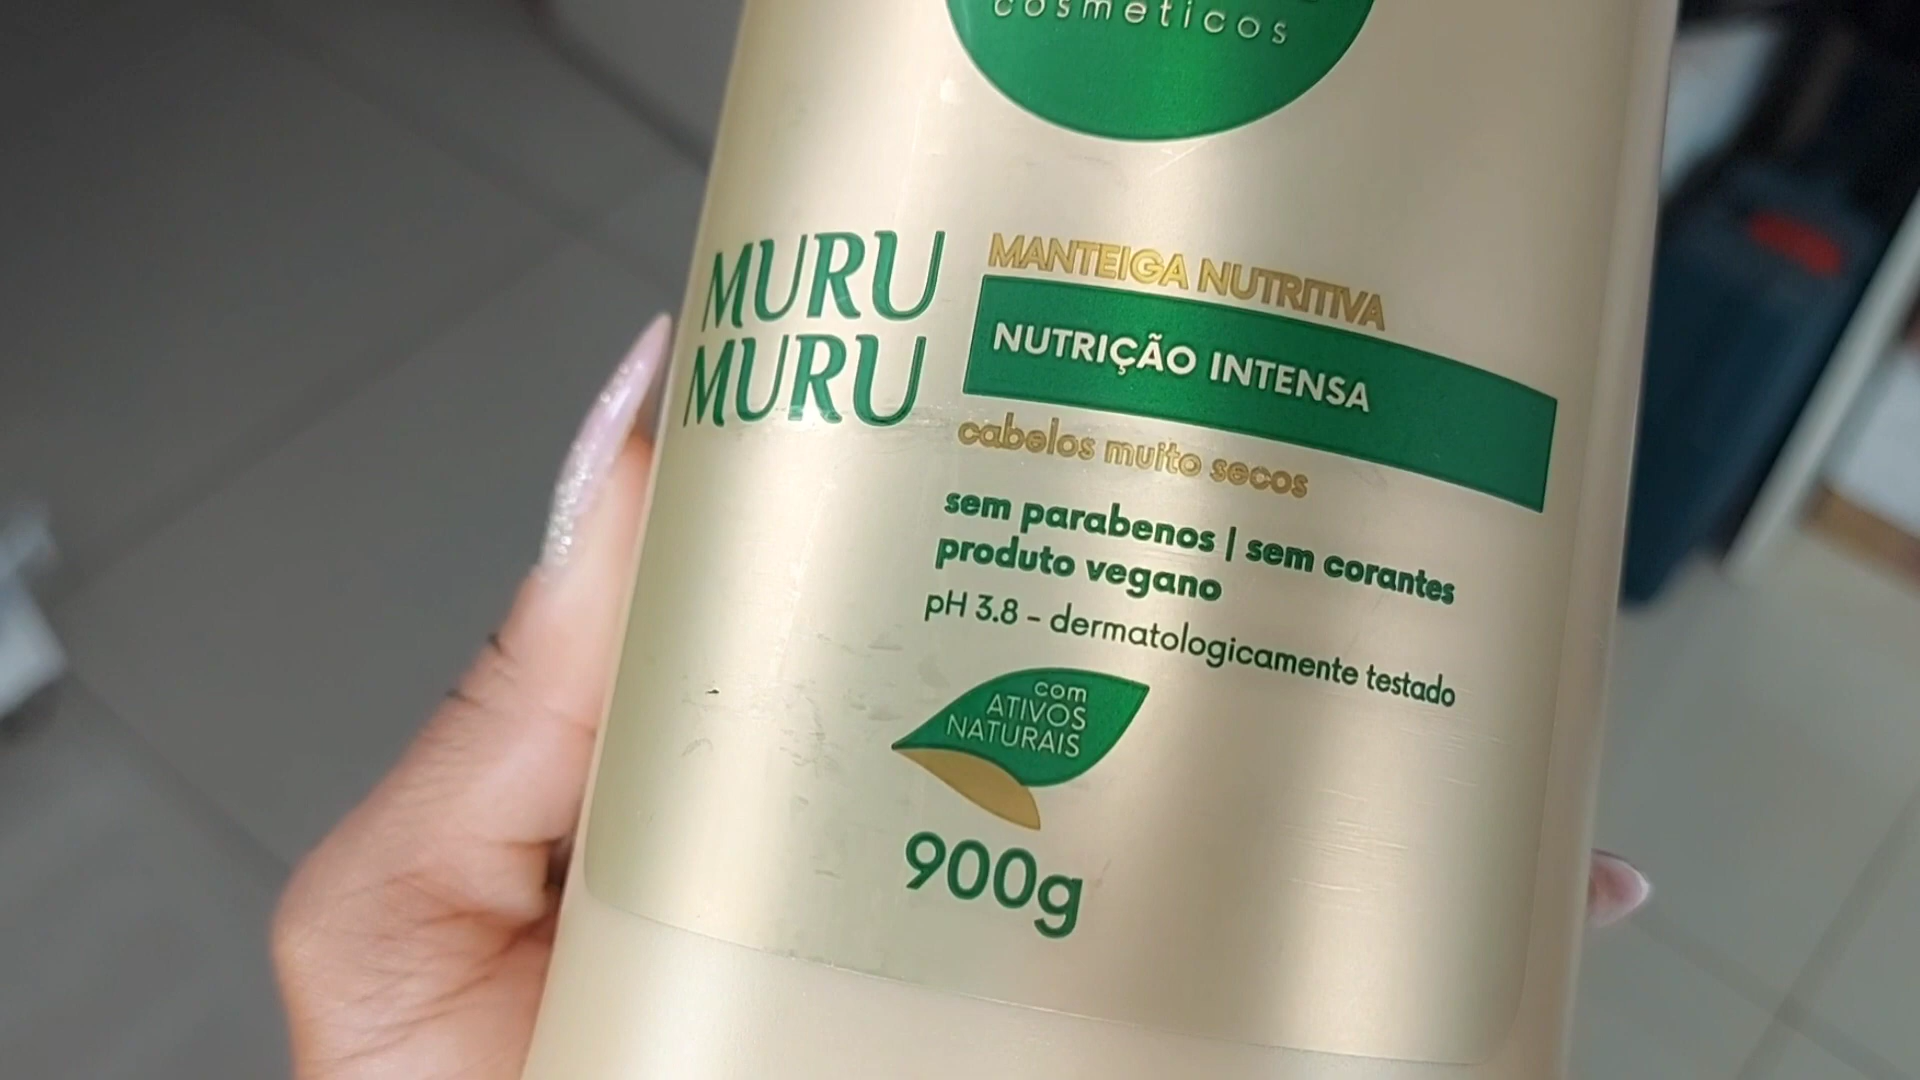 cosméticos
MURU
MURU
MANTEIGA NUTRITIVA
NUTRIÇÃO INTENSA
cabelos muito secos
sem parabenos | sem corantes
produto vegano
pH 3.8 - dermatologicamente testado
com
ATIVOS
NATURAIS
900g